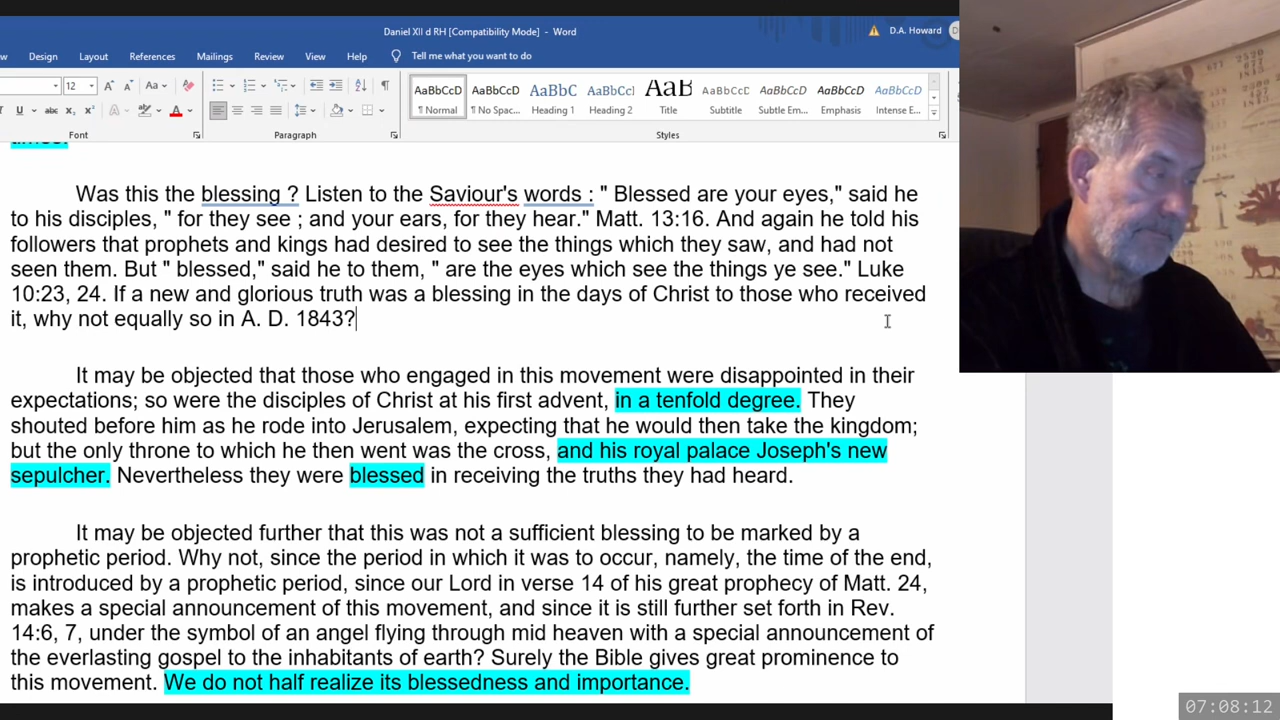 Daniel XII d RH [Compatibility Mode] - Word
D.A. Howard
Design Layout References Mailings Review View Help Tell me what you want to do
12 Aa
AaBbCcD AaBbCcD AaBbC AaBbCcl AaB AaBbCcD AaBbCcD AaBbCcD AaBbCcD
¶ Normal ¶ No Spac... Heading 1 Heading 2 Title Subtitle Subtle Em... Emphasis Intense E...
Font Paragraph Styles
times.
Was this the blessing ? Listen to the Saviour's words : " Blessed are your eyes," said he
to his disciples, " for they see ; and your ears, for they hear." Matt. 13:16. And again he told his
followers that prophets and kings had desired to see the things which they saw, and had not
seen them. But " blessed," said he to them, " are the eyes which see the things ye see." Luke
10:23, 24. If a new and glorious truth was a blessing in the days of Christ to those who received
it, why not equally so in A. D. 1843?
It may be objected that those who engaged in this movement were disappointed in their
expectations; so were the disciples of Christ at his first advent, in a tenfold degree. They
shouted before him as he rode into Jerusalem, expecting that he would then take the kingdom;
but the only throne to which he then went was the cross, and his royal palace Joseph's new
sepulcher. Nevertheless they were blessed in receiving the truths they had heard.
It may be objected further that this was not a sufficient blessing to be marked by a
prophetic period. Why not, since the period in which it was to occur, namely, the time of the end,
is introduced by a prophetic period, since our Lord in verse 14 of his great prophecy of Matt. 24,
makes a special announcement of this movement, and since it is still further set forth in Rev.
14:6, 7, under the symbol of an angel flying through mid heaven with a special announcement of
the everlasting gospel to the inhabitants of earth? Surely the Bible gives great prominence to
this movement. We do not half realize its blessedness and importance.
07:08:12